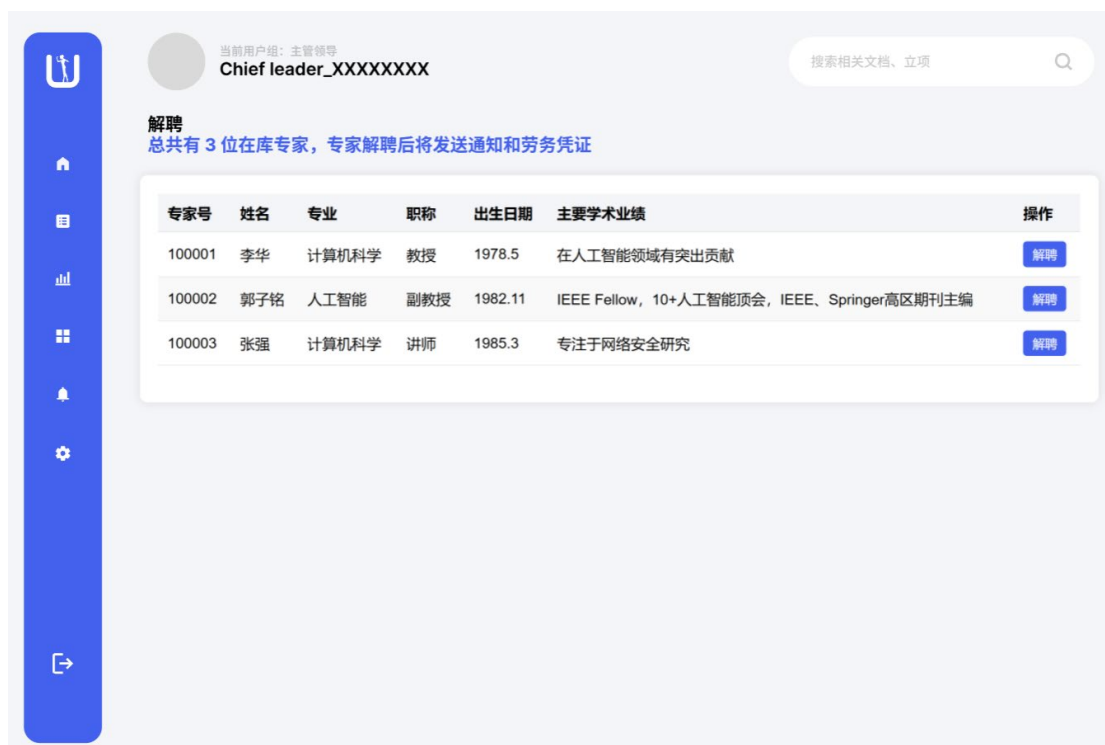 当前用户组：主管领导
Chief leader_XXXXXXXX
搜索相关文档、立项
解聘
总共有 3 位在库专家，专家解聘后将发送通知和劳务凭证
专家号 姓名 专业 职称 出生日期 主要学术业绩 操作
100001 李华 计算机科学 教授 1978.5 在人工智能领域有突出贡献 解聘
100002 郭子铭 人工智能 副教授 1982.11 IEEE Fellow，10+人工智能顶会，IEEE、Springer高区期刊主编 解聘
100003 张强 计算机科学 讲师 1985.3 专注于网络安全研究 解聘